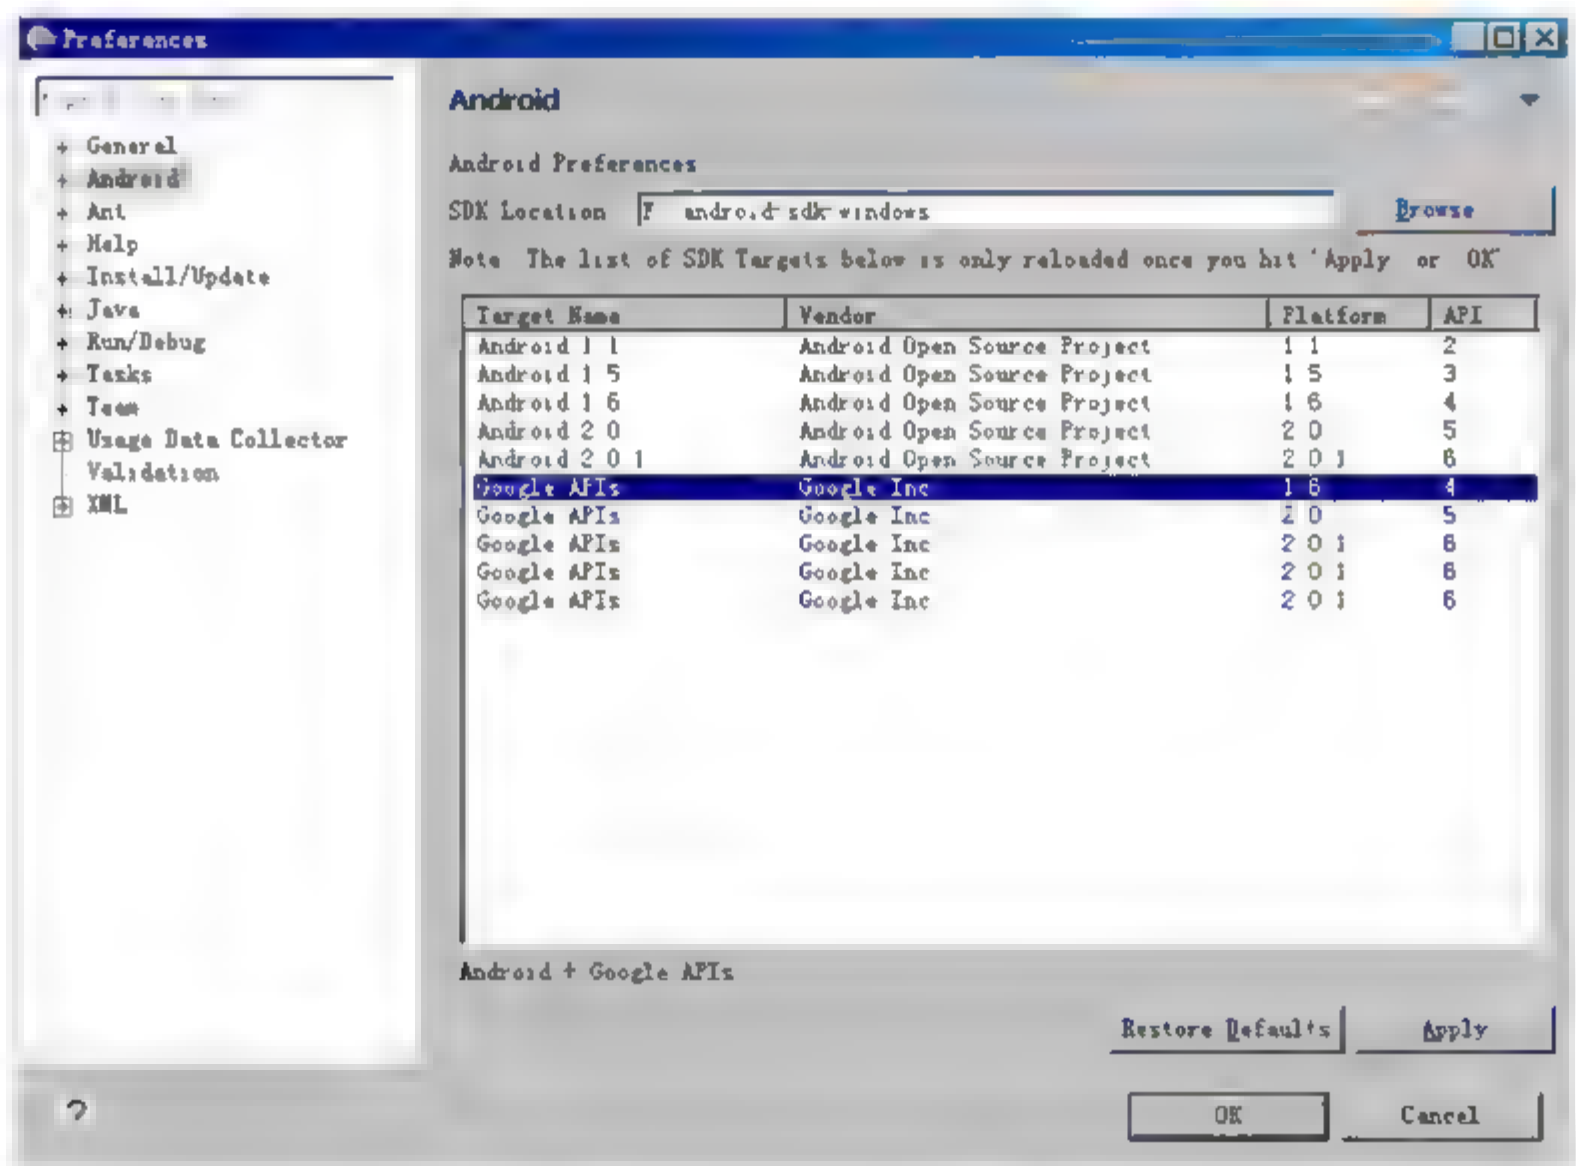 Preferences
Android
General
Android
Ant
Help
Install/Update
Java
Run/Debug
Tasks
Team
Usage Data Collector
Validation
XML
Android Preferences
SDK Location F android-sdk-windows Browse
Note The list of SDK Targets below is only reloaded once you hit 'Apply or OK'
Target Name Vendor Platform API
Android 1 1 Android Open Source Project 1 1 2
Android 1 5 Android Open Source Project 1 5 3
Android 1 6 Android Open Source Project 1 6 4
Android 2 0 Android Open Source Project 2 0 5
Android 2 0 1 Android Open Source Project 2 0 1 6
Google APIs Google Inc 1 6 4
Google APIs Google Inc 2 0 5
Google APIs Google Inc 2 0 1 6
Google APIs Google Inc 2 0 1 6
Google APIs Google Inc 2 0 1 6
Android + Google APIs
Restore Defaults Apply
? OK Cancel